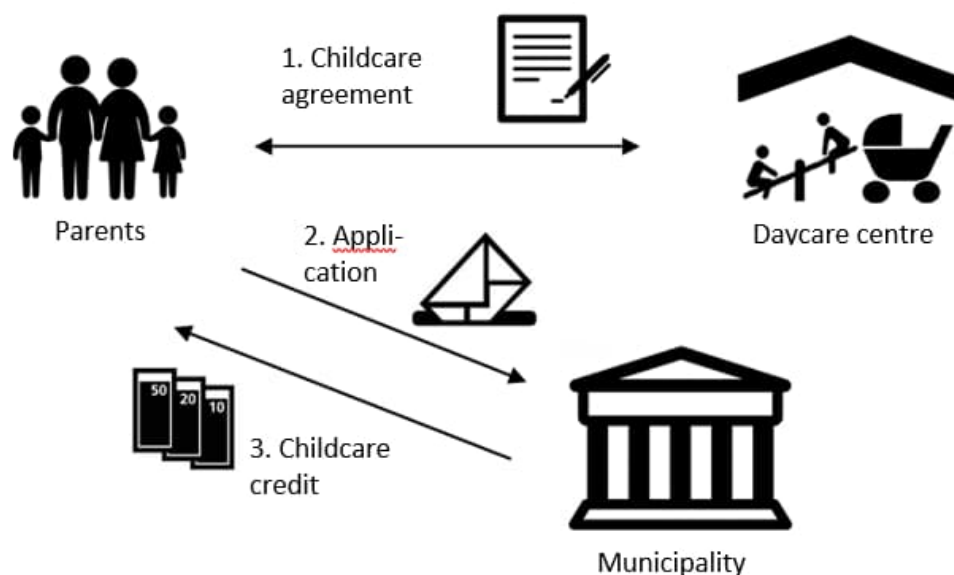 1. Childcare
agreement
Parents
Daycare centre
2. Appli-
cation
50
20
10
3. Childcare
credit
Municipality